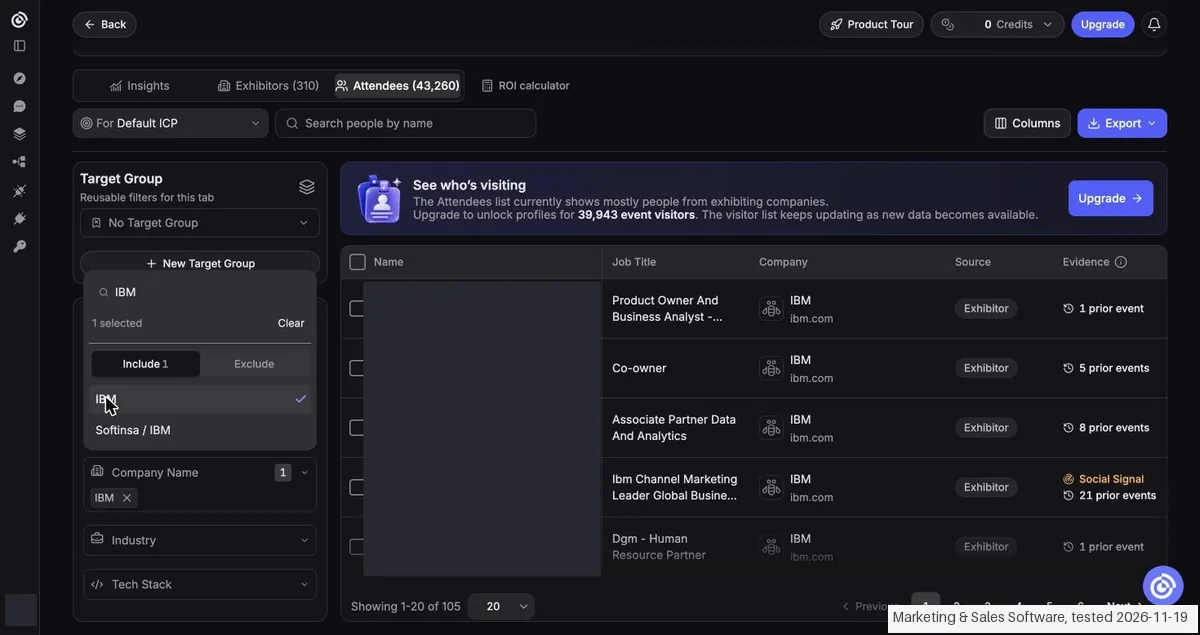 Back
Product Tour
0 Credits
Upgrade
Insights
Exhibitors (310)
Attendees (43,260)
ROI calculator
For Default ICP
Search people by name
Columns
Export
Target Group
Reusable filters for this tab
No Target Group
+ New Target Group
IBM
1 selected
Clear
Include 1
Exclude
IBM
Softinsa / IBM
Company Name
1
IBM
Industry
Tech Stack
See who's visiting
The Attendees list currently shows mostly people from exhibiting companies.
Upgrade to unlock profiles for 39,943 event visitors. The visitor list keeps updating as new data becomes available.
Upgrade
Name
Job Title
Company
Source
Evidence
Product Owner And
Business Analyst -...
IBM
ibm.com
Exhibitor
1 prior event
Co-owner
IBM
ibm.com
Exhibitor
5 prior events
Associate Partner Data
And Analytics
IBM
ibm.com
Exhibitor
8 prior events
Ibm Channel Marketing
Leader Global Busine...
IBM
ibm.com
Exhibitor
Social Signal
21 prior events
Dgm - Human
Resource Partner
IBM
ibm.com
Exhibitor
1 prior event
Showing 1-20 of 105
20
Marketing & Sales Software, tested 2026-11-19